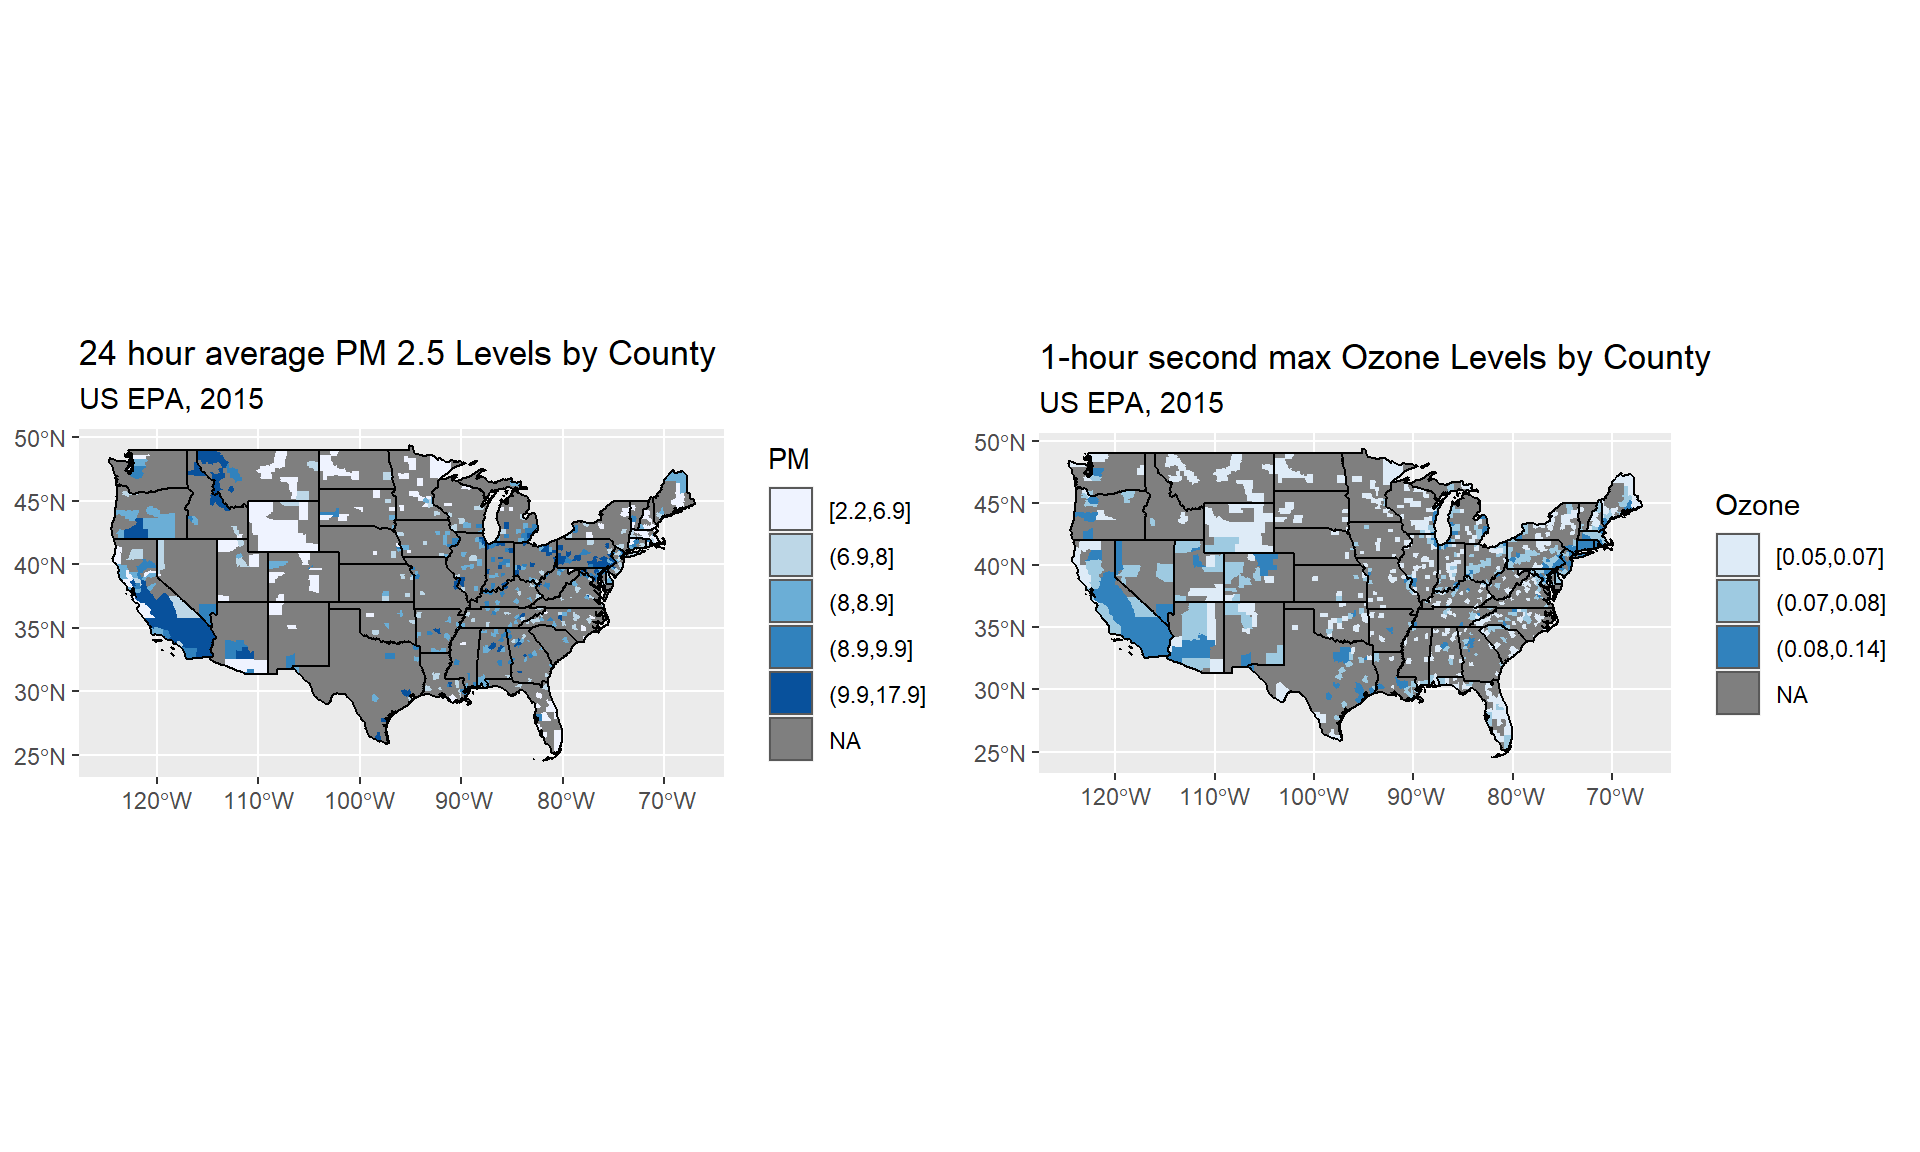 24 hour average PM 2.5 Levels by County
US EPA, 2015
50°N
45°N
40°N
35°N
30°N
25°N
120°W 110°W 100°W 90°W 80°W 70°W
PM
[2.2,6.9]
(6.9,8]
(8,8.9]
(8.9,9.9]
(9.9,17.9]
NA
1-hour second max Ozone Levels by County
US EPA, 2015
50°N
45°N
40°N
35°N
30°N
25°N
120°W 110°W 100°W 90°W 80°W 70°W
Ozone
[0.05,0.07]
(0.07,0.08]
(0.08,0.14]
NA